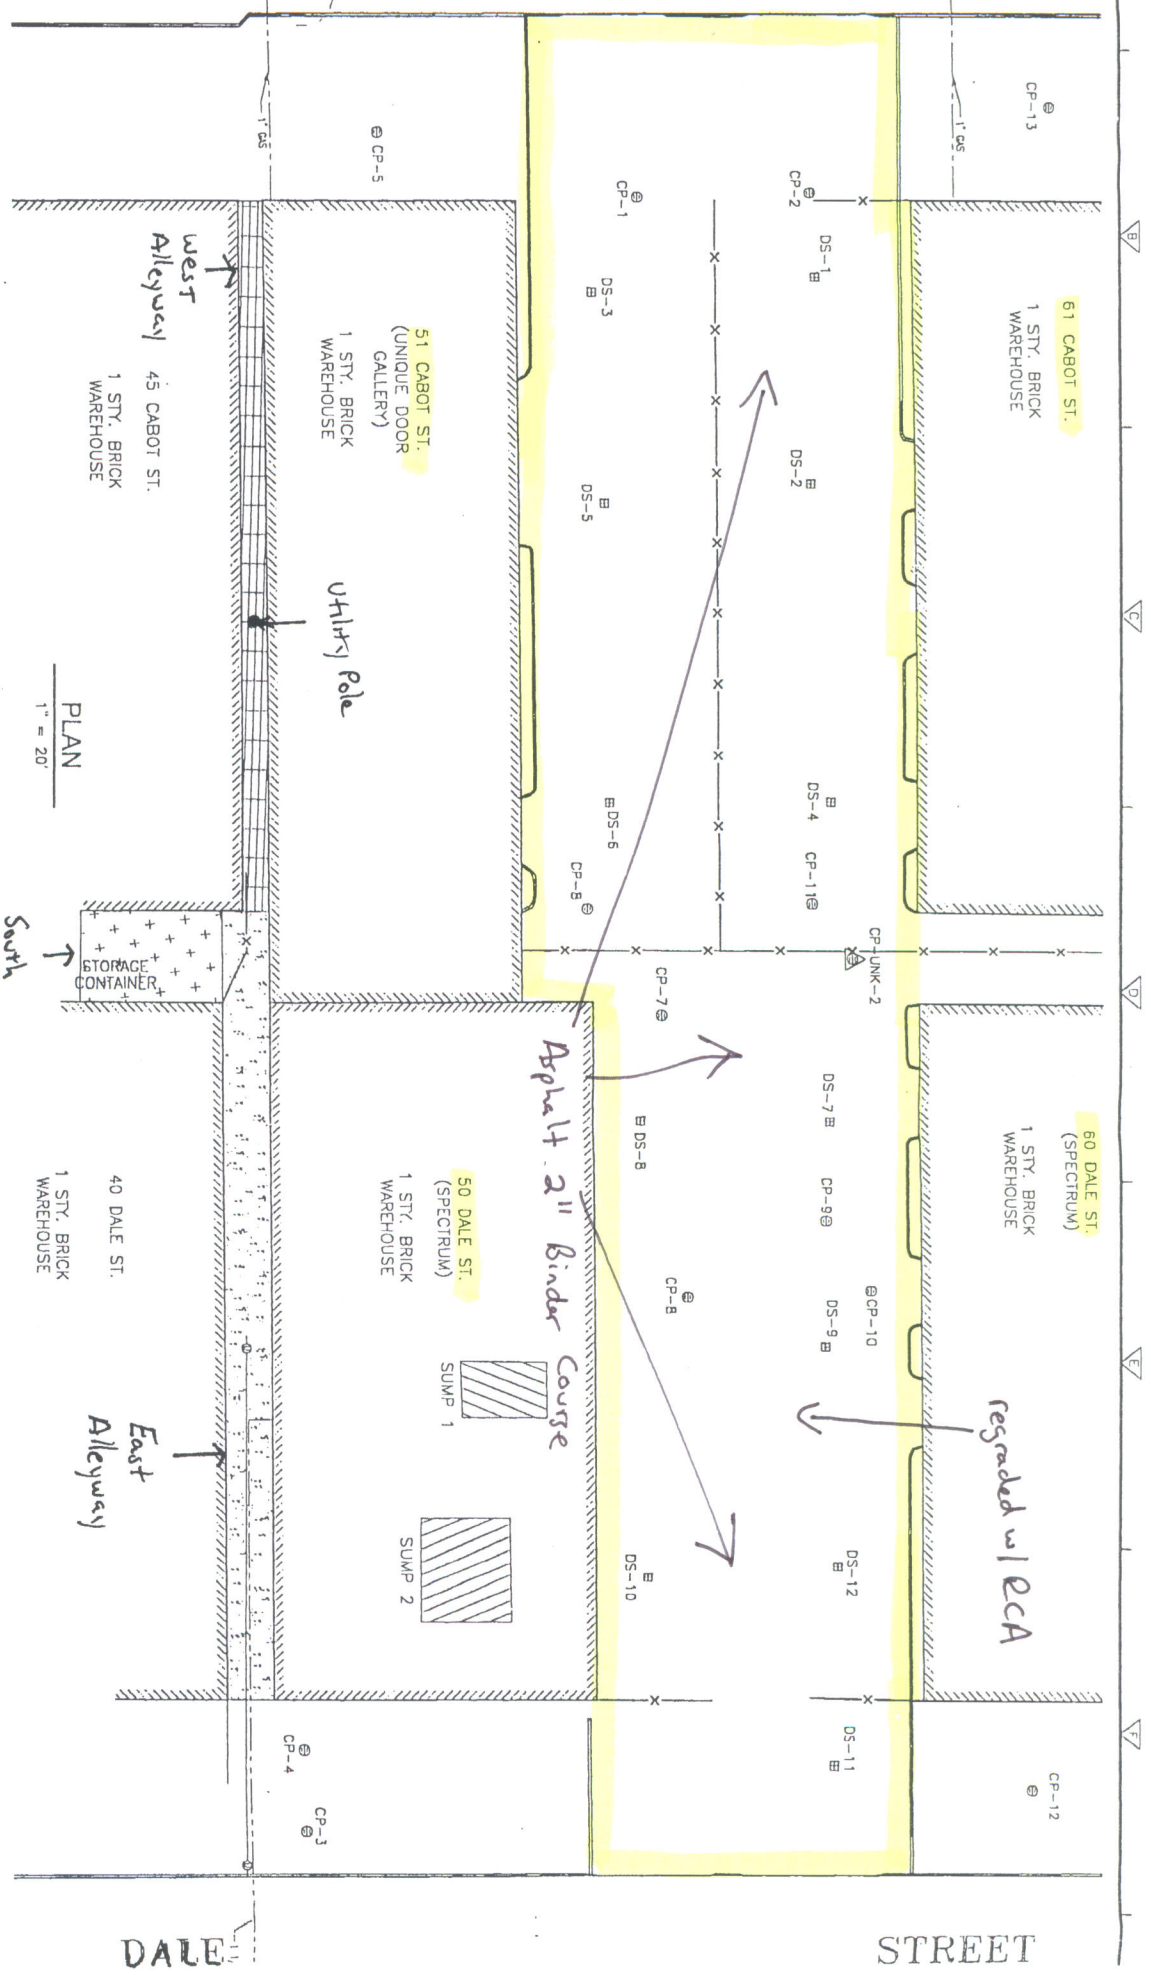 CP-13
1" GAS
CP-5
1" GAS
B
CP-2
CP-1
DS-1
DS-3
61 CABOT ST.
1 STY. BRICK
WAREHOUSE
51 CABOT ST.
(UNIQUE DOOR
GALLERY)
1 STY. BRICK
WAREHOUSE
West
Alleyway
45 CABOT ST.
1 STY. BRICK
WAREHOUSE
DS-2
DS-5
C
Utility Pole
PLAN
1" = 20'
DS-4
DS-6
CP-11
CP-8
CP-UNK-2
D
CP-7
South
STORAGE
CONTAINER
Asphalt 2" Binder Course
DS-7
DS-8
60 DALE ST.
(SPECTRUM)
1 STY. BRICK
WAREHOUSE
50 DALE ST.
(SPECTRUM)
1 STY. BRICK
WAREHOUSE
40 DALE ST.
1 STY. BRICK
WAREHOUSE
CP-9
CP-8
CP-10
DS-9
E
SUMP 1
SUMP 2
East
Alleyway
regraded w/ RCA
DS-12
DS-10
F
DS-11
CP-12
CP-4
CP-3
DALE STREET